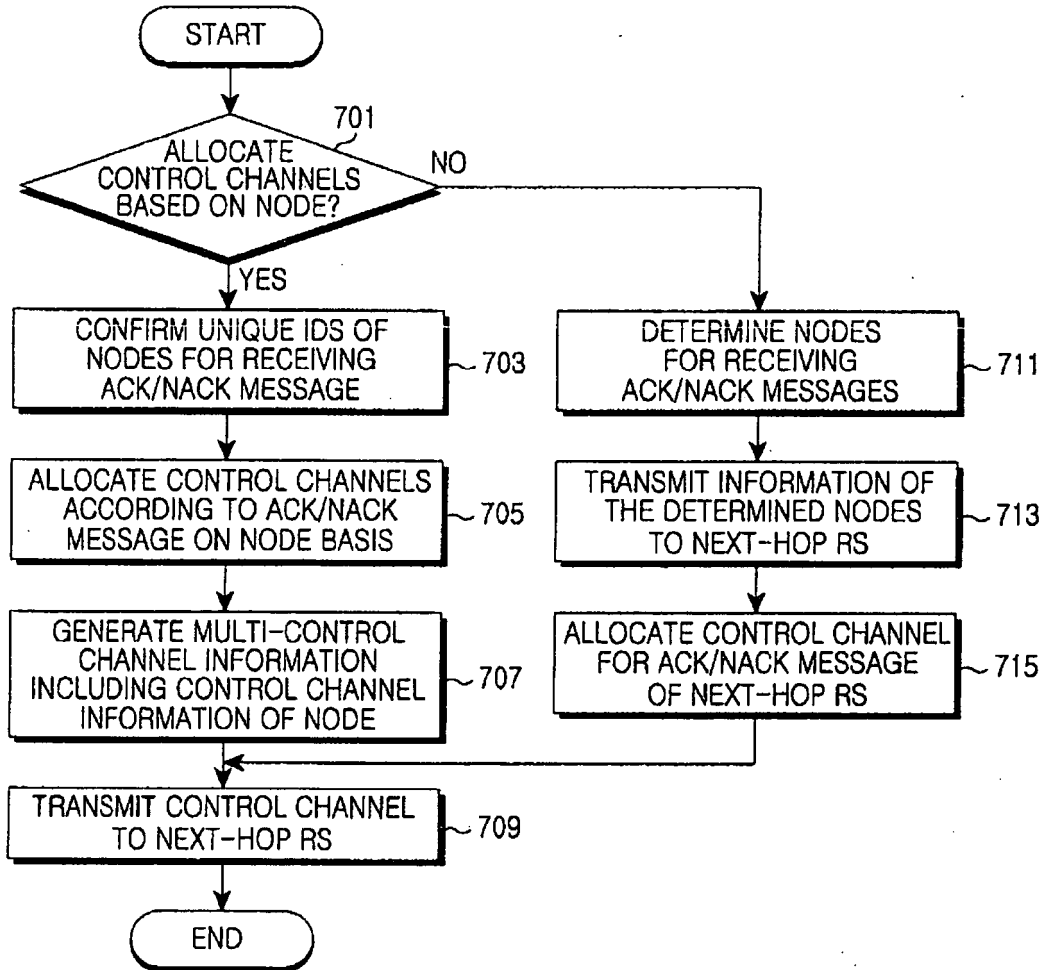 START
701
ALLOCATE
CONTROL CHANNELS
BASED ON NODE?
NO
YES
CONFIRM UNIQUE IDS OF
NODES FOR RECEIVING
ACK/NACK MESSAGE
703
ALLOCATE CONTROL CHANNELS
ACCORDING TO ACK/NACK
MESSAGE ON NODE BASIS
705
GENERATE MULTI-CONTROL
CHANNEL INFORMATION
INCLUDING CONTROL CHANNEL
INFORMATION OF NODE
707
DETERMINE NODES
FOR RECEIVING
ACK/NACK MESSAGES
711
TRANSMIT INFORMATION OF
THE DETERMINED NODES
TO NEXT-HOP RS
713
ALLOCATE CONTROL CHANNEL
FOR ACK/NACK MESSAGE
OF NEXT-HOP RS
715
TRANSMIT CONTROL CHANNEL
TO NEXT-HOP RS
709
END